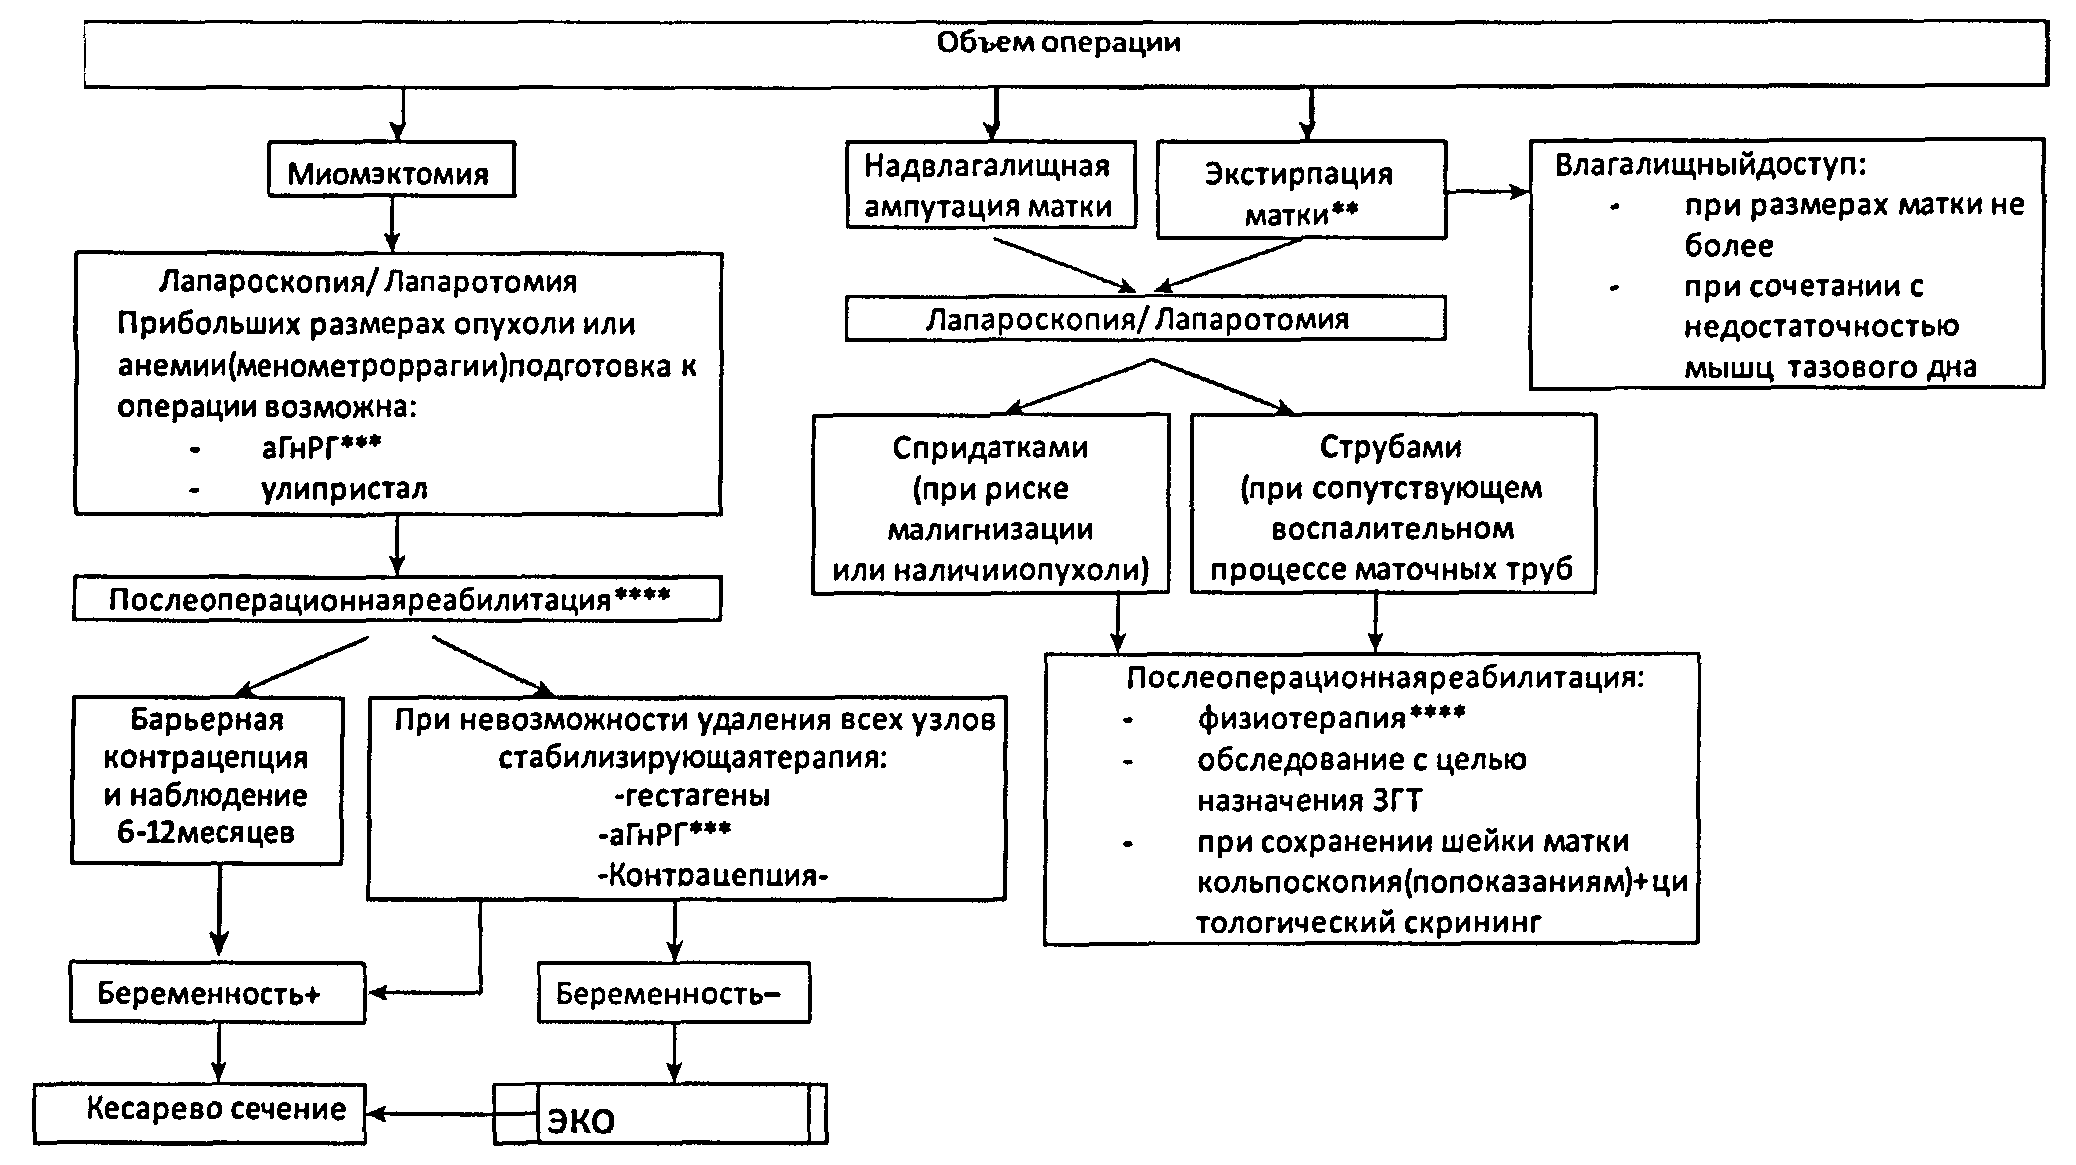 Объем операции
Миомэктомия
Надвлагалищная
ампутация матки
Экстирпация
матки**
Влагалищныйдоступ:
- при размерах матки не
более
- при сочетании с
недостаточностью
мышц тазового дна
Лапароскопия/ Лапаротомия
Прибольших размерах опухоли или
анемии(менометроррагии)подготовка к
операции возможна:
- аГнРГ***
- улипристал
Лапароскопия/ Лапаротомия
Спридатками
(при риске
малигнизации
или наличииопухоли)
Струбами
(при сопутствующем
воспалительном
процессе маточных труб
Послеоперационнаяреабилитация****
Послеоперационнаяреабилитация:
- физиотерапия****
- обследование с целью
назначения ЗГТ
- при сохранении шейки матки
кольпоскопия(попоказаниям)+ци
тологический скрининг
Барьерная
контрацепция
и наблюдение
6-12месяцев
При невозможности удаления всех узлов
стабилизирующаятерапия:
-гестагены
-аГнРГ***
-Контрацепция-
Беременность+
Беременность–
Кесарево сечение
ЭКО